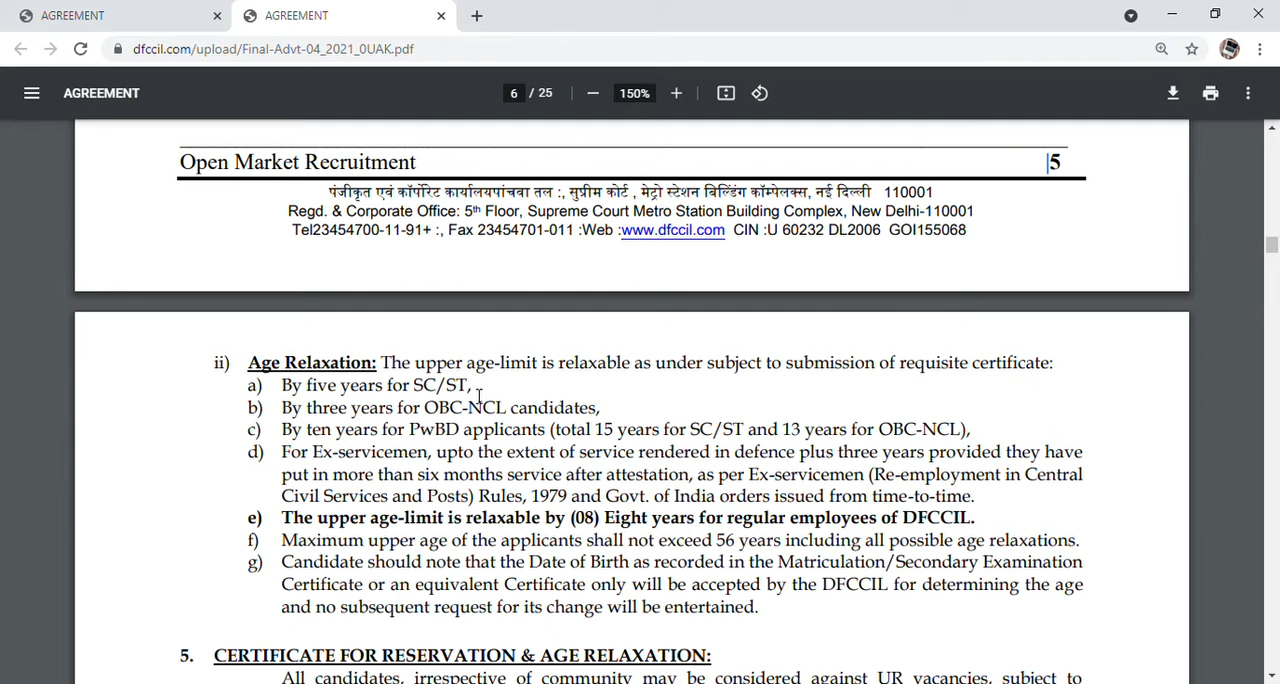 AGREEMENT
AGREEMENT
dfccil.com/upload/Final-Advt-04_2021_0UAK.pdf
AGREEMENT
6 / 25
150%
Open Market Recruitment |5
पंजीकृत एवं कॉर्पोरेट कार्यालयपांचवा तल :, सुप्रीम कोर्ट , मेट्रो स्टेशन बिल्डिंग कॉम्पेलक्स, नई दिल्ली 110001
Regd. & Corporate Office: 5th Floor, Supreme Court Metro Station Building Complex, New Delhi-110001
Tel23454700-11-91+ :, Fax 23454701-011 :Web :www.dfccil.com CIN :U 60232 DL2006 GOI155068
ii) Age Relaxation: The upper age-limit is relaxable as under subject to submission of requisite certificate:
a) By five years for SC/ST,
b) By three years for OBC-NCL candidates,
c) By ten years for PwBD applicants (total 15 years for SC/ST and 13 years for OBC-NCL),
d) For Ex-servicemen, upto the extent of service rendered in defence plus three years provided they have
put in more than six months service after attestation, as per Ex-servicemen (Re-employment in Central
Civil Services and Posts) Rules, 1979 and Govt. of India orders issued from time-to-time.
e) The upper age-limit is relaxable by (08) Eight years for regular employees of DFCCIL.
f) Maximum upper age of the applicants shall not exceed 56 years including all possible age relaxations.
g) Candidate should note that the Date of Birth as recorded in the Matriculation/Secondary Examination
Certificate or an equivalent Certificate only will be accepted by the DFCCIL for determining the age
and no subsequent request for its change will be entertained.
5. CERTIFICATE FOR RESERVATION & AGE RELAXATION:
All candidates, irrespective of community may be considered against UR vacancies, subject to